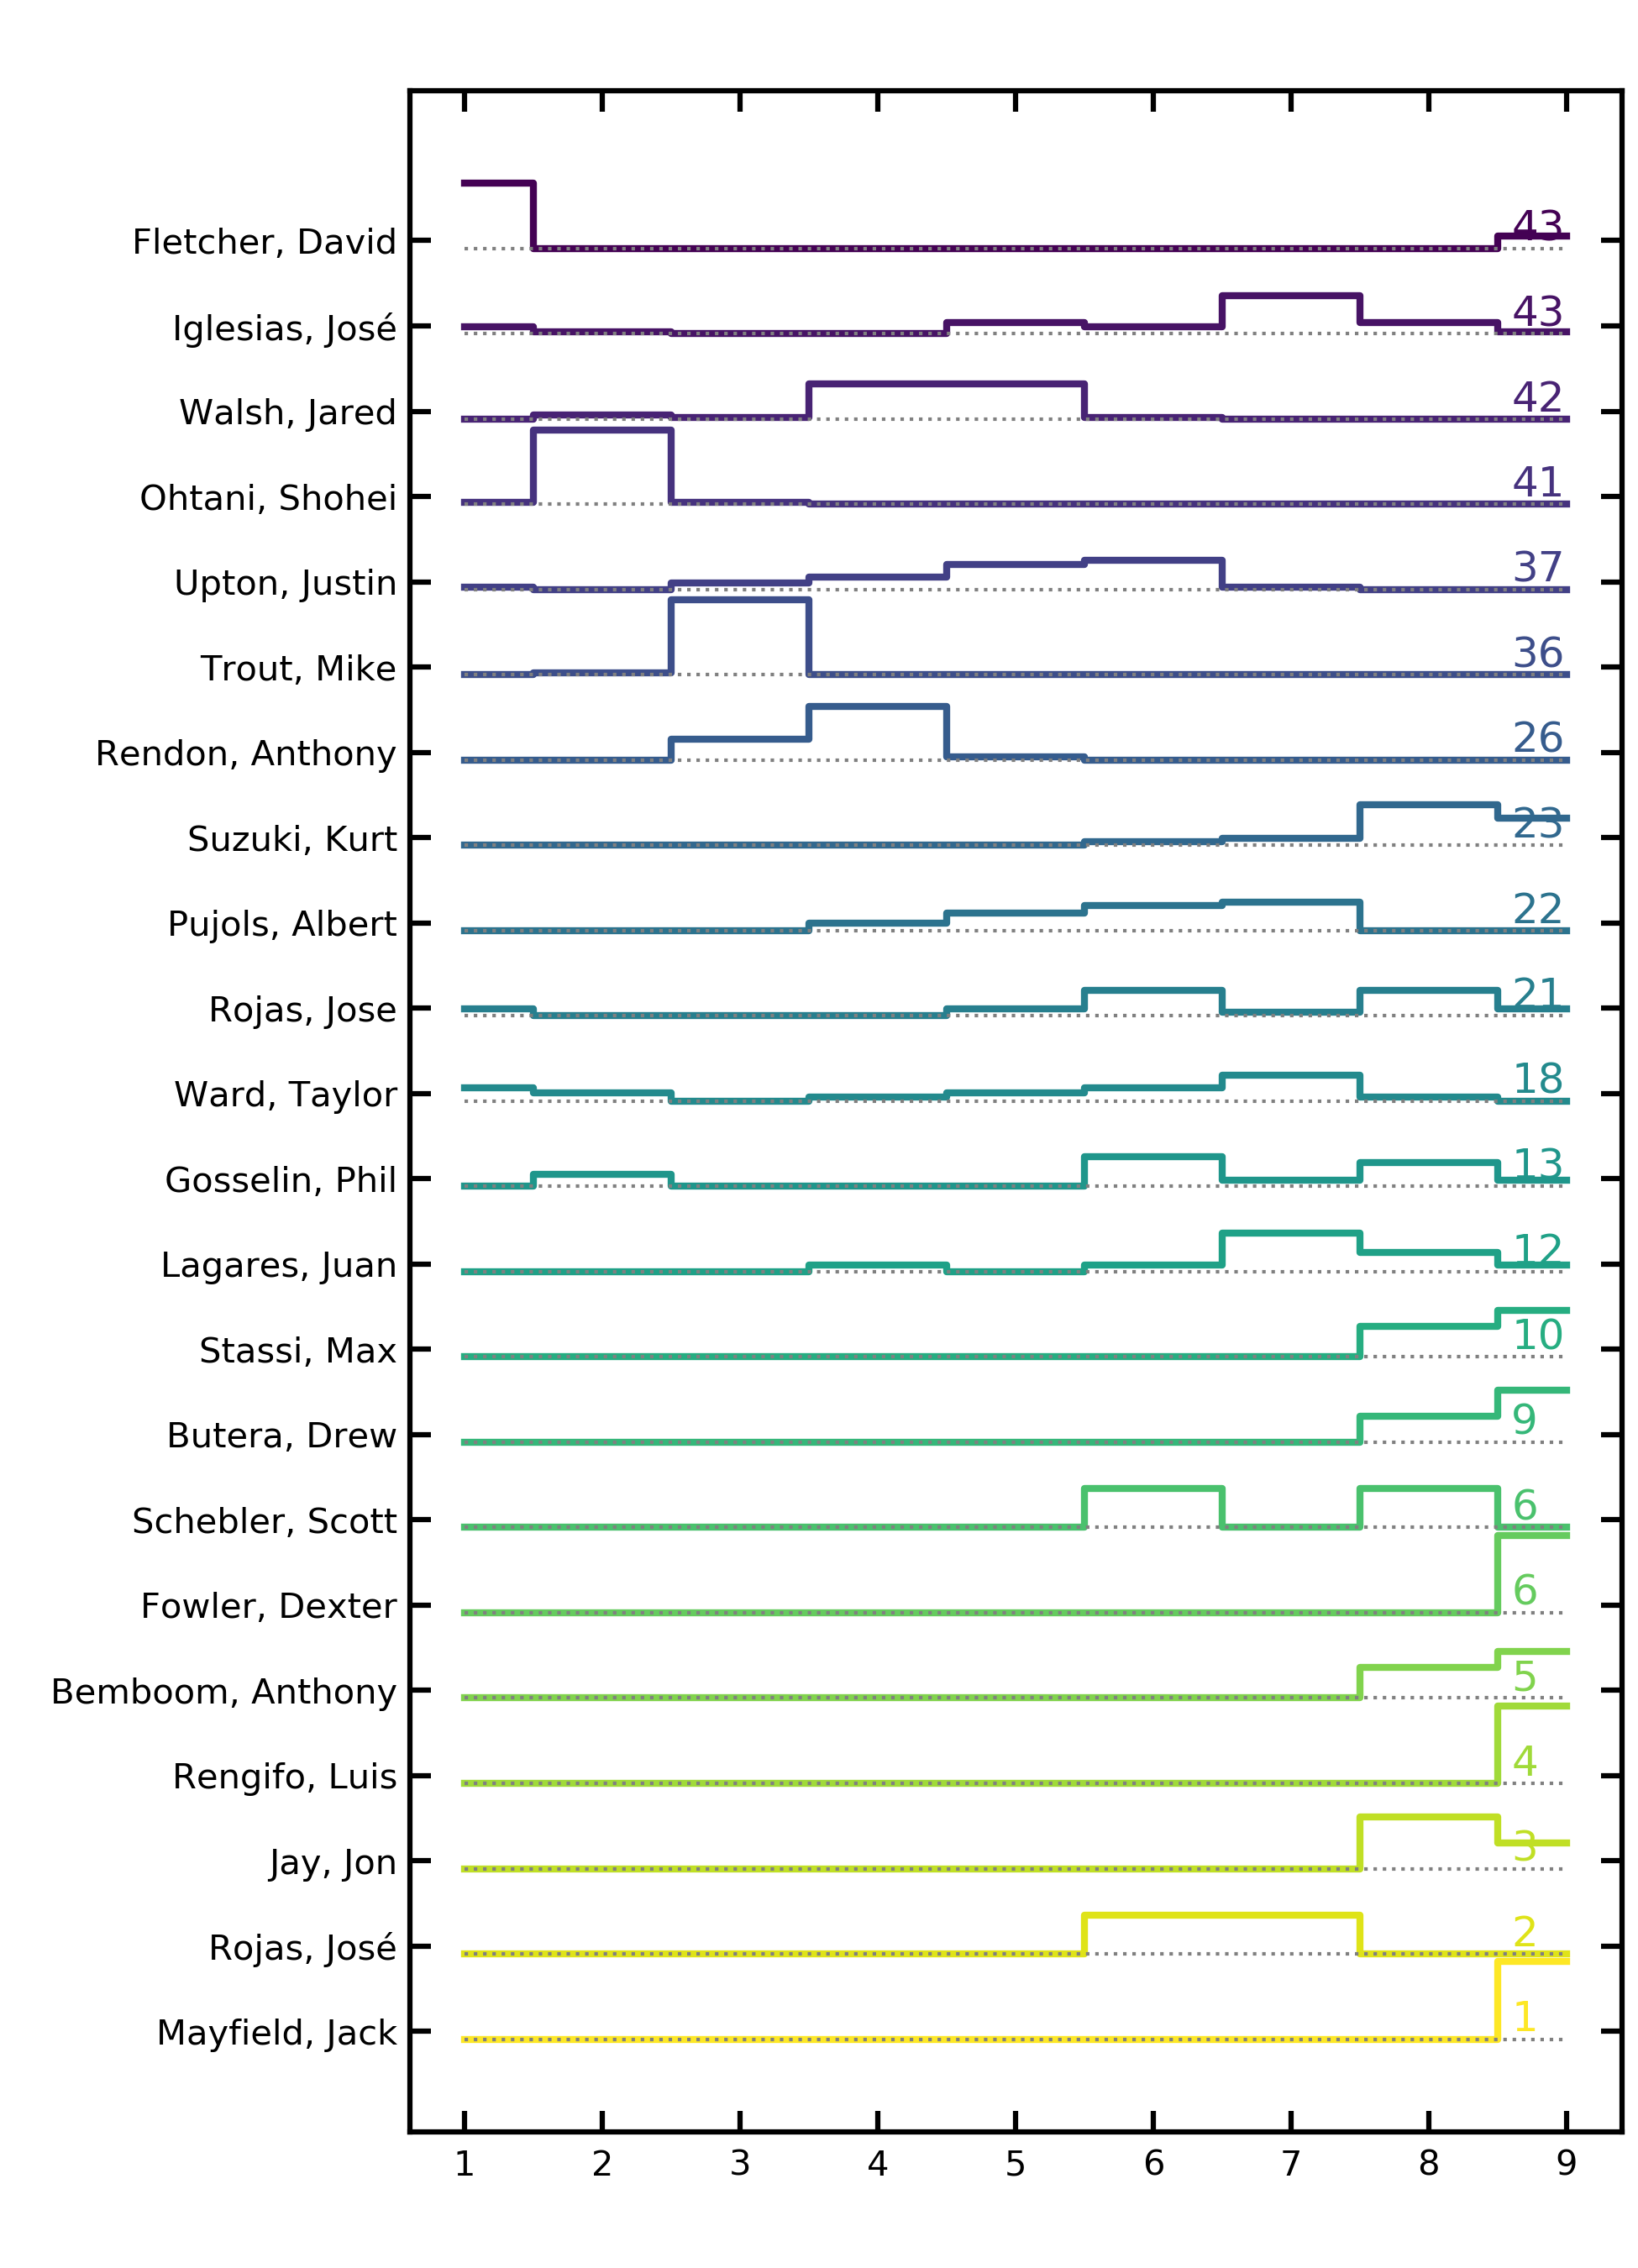 Fletcher, David 43
Iglesias, José 43
Walsh, Jared 42
Ohtani, Shohei 41
Upton, Justin 37
Trout, Mike 36
Rendon, Anthony 26
Suzuki, Kurt 23
Pujols, Albert 22
Rojas, Jose 21
Ward, Taylor 18
Gosselin, Phil 13
Lagares, Juan 12
Stassi, Max 10
Butera, Drew 9
Schebler, Scott 6
Fowler, Dexter 6
Bemboom, Anthony 5
Rengifo, Luis 4
Jay, Jon 3
Rojas, José 2
Mayfield, Jack 1
1 2 3 4 5 6 7 8 9